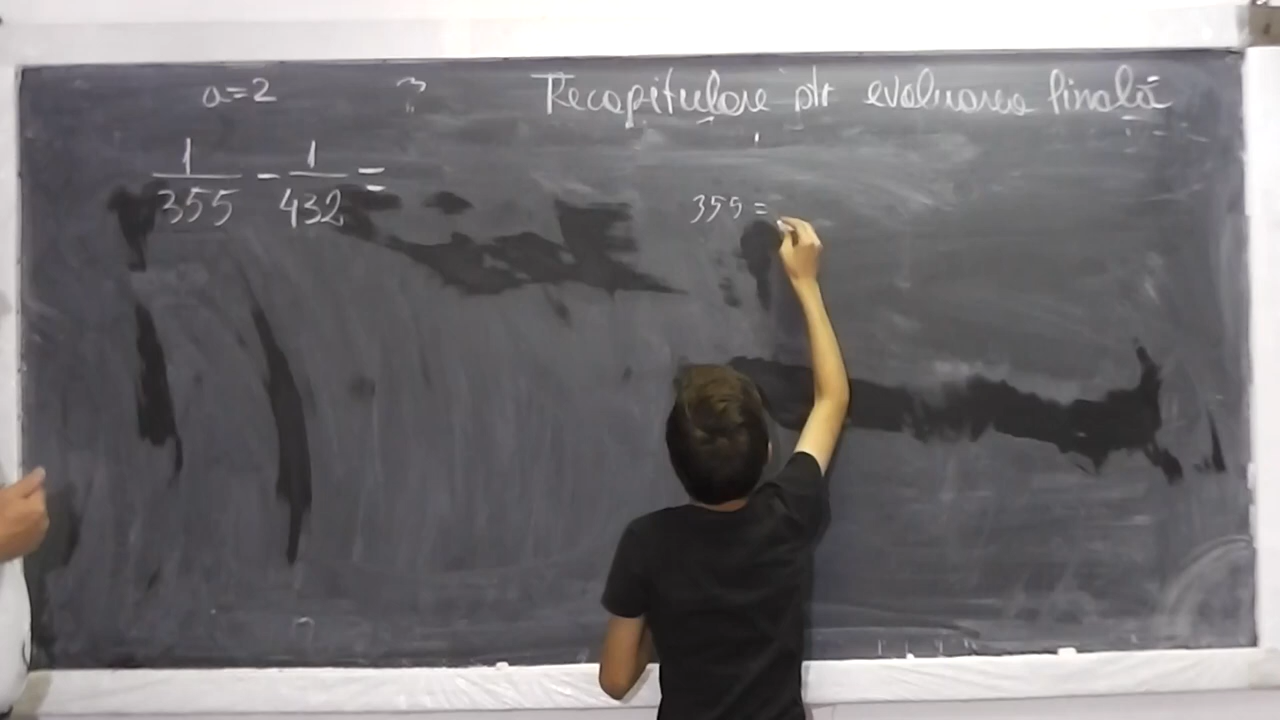 a=2
Recapitulare ptr evaluarea finală
1/355 - 1/432 =
355 =